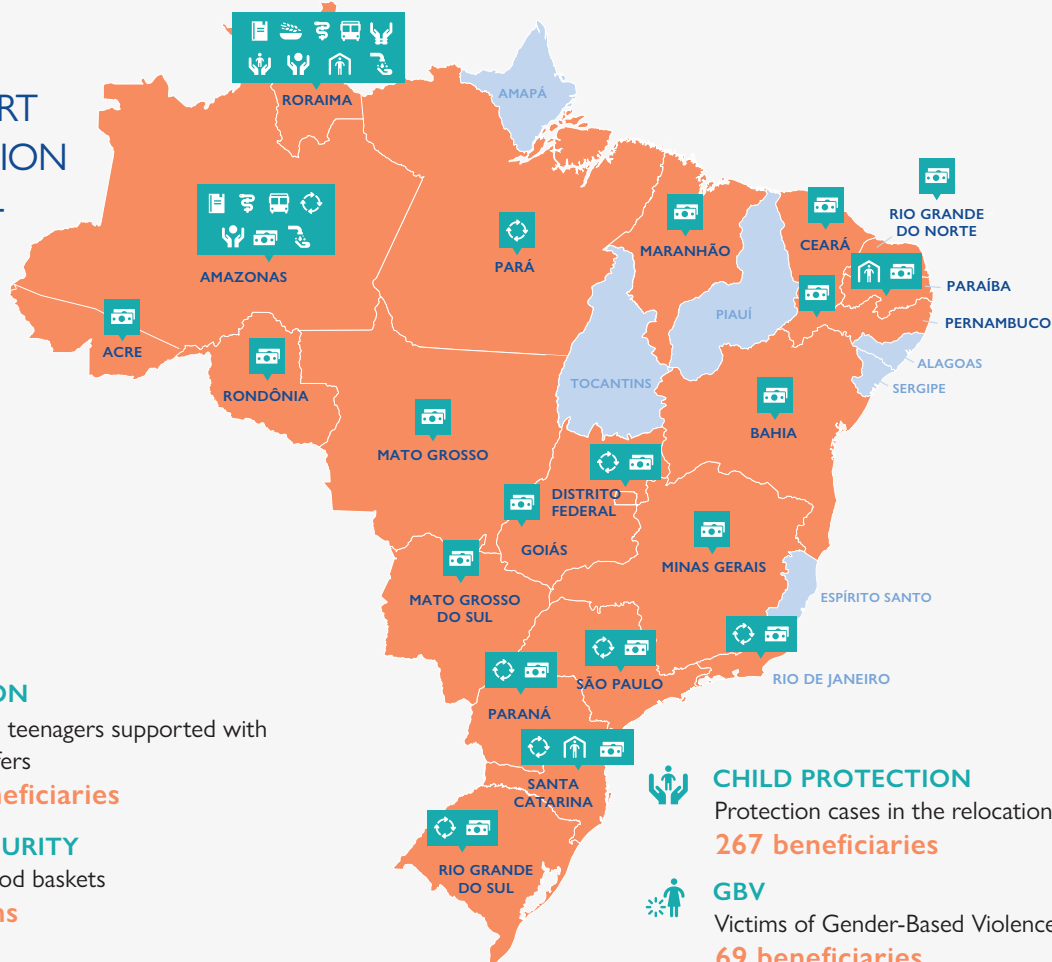 RT
ION
RORAIMA
AMAPÁ
AMAZONAS
PARÁ
MARANHÃO
CEARÁ
RIO GRANDE
DO NORTE
PARAÍBA
PERNAMBUCO
PIAUÍ
ALAGOAS
SERGIPE
TOCANTINS
ACRE
RONDÔNIA
BAHIA
MATO GROSSO
DISTRITO
FEDERAL
GOIÁS
MINAS GERAIS
ESPÍRITO SANTO
MATO GROSSO
DO SUL
SÃO PAULO
RIO DE JANEIRO
PARANÁ
SANTA
CATARINA
RIO GRANDE
DO SUL
ON
teenagers supported with
fers
neficiaries
URITY
od baskets
ns
CHILD PROTECTION
Protection cases in the relocation
267 beneficiaries
GBV
Victims of Gender-Based Violence
69 beneficiaries